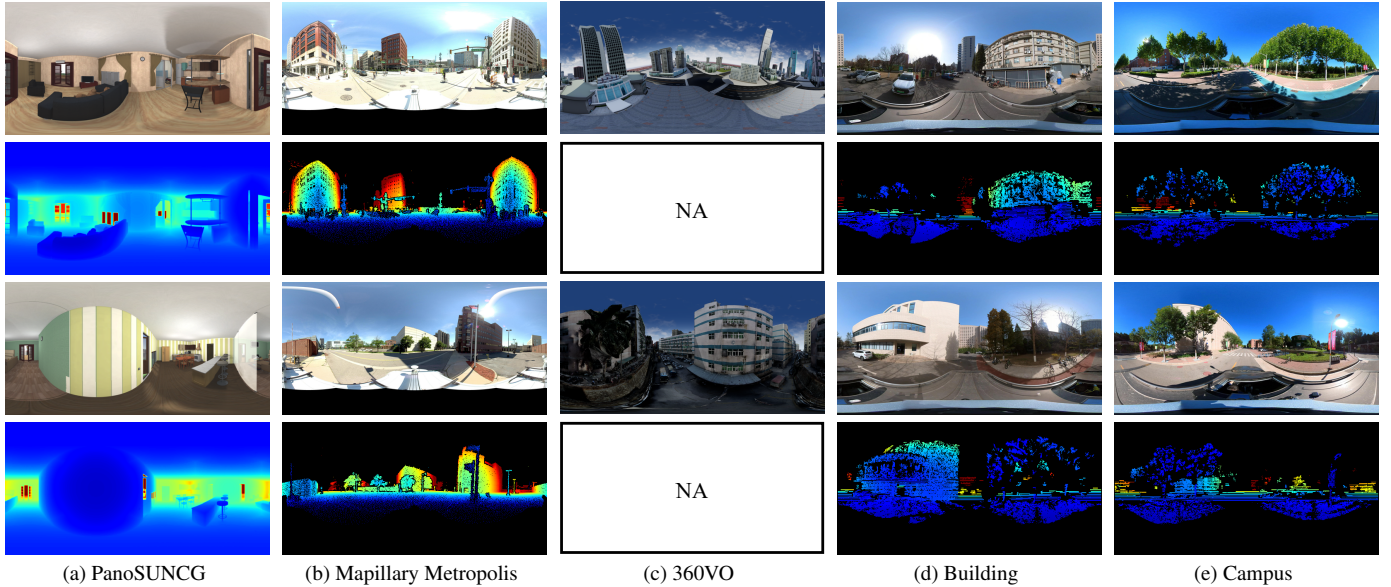 NA
NA
(a) PanoSUNCG
(b) Mapillary Metropolis
(c) 360VO
(d) Building
(e) Campus